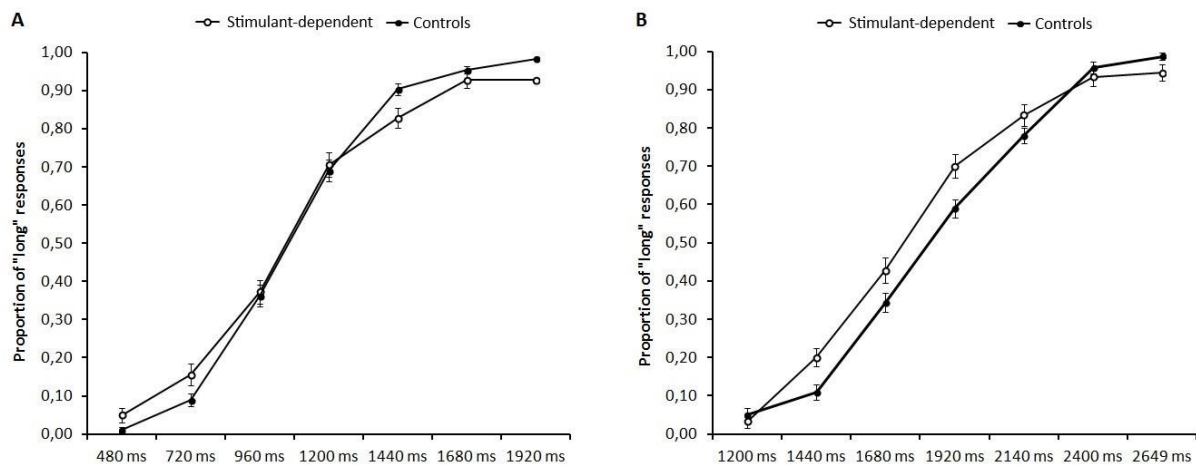 A
Stimulant-dependent Controls
1,00
0,90
0,80
0,70
0,60
0,50
0,40
0,30
0,20
0,10
0,00
Proportion of "long" responses
480 ms 720 ms 960 ms 1200 ms 1440 ms 1680 ms 1920 ms
B
Stimulant-dependent Controls
1,00
0,90
0,80
0,70
0,60
0,50
0,40
0,30
0,20
0,10
0,00
Proportion of "long" responses
1200 ms 1440 ms 1680 ms 1920 ms 2140 ms 2400 ms 2649 ms